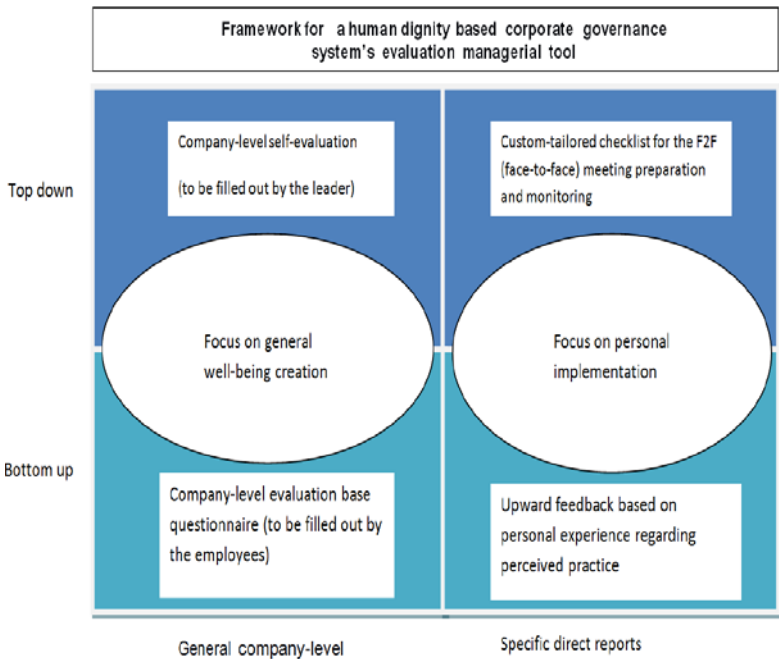 Framework for a human dignity based corporate governance
system's evaluation managerial tool
Company-level self-evaluation
(to be filled out by the leader)
Custom-tailored checklist for the F2F
(face-to-face) meeting preparation
and monitoring
Top down
Focus on general
well-being creation
Focus on personal
implementation
Bottom up
Company-level evaluation base
questionnaire (to be filled out by
the employees)
Upward feedback based on
personal experience regarding
perceived practice
General company-level
Specific direct reports